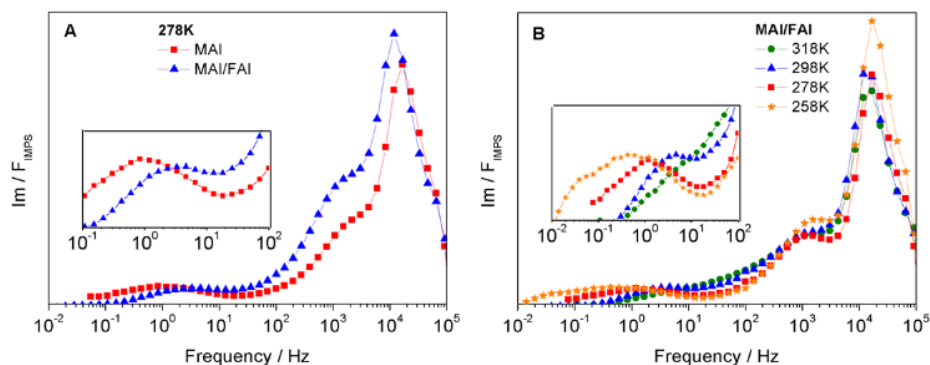 A
278K
MAI
MAI/FAI
Im / F_IMPS
10^-1 10^0 10^1 10^2
10^-2 10^-1 10^0 10^1 10^2 10^3 10^4 10^5
Frequency / Hz
B
MAI/FAI
318K
298K
278K
258K
Im / F_IMPS
10^-2 10^-1 10^0 10^1 10^2
10^-2 10^-1 10^0 10^1 10^2 10^3 10^4 10^5
Frequency / Hz